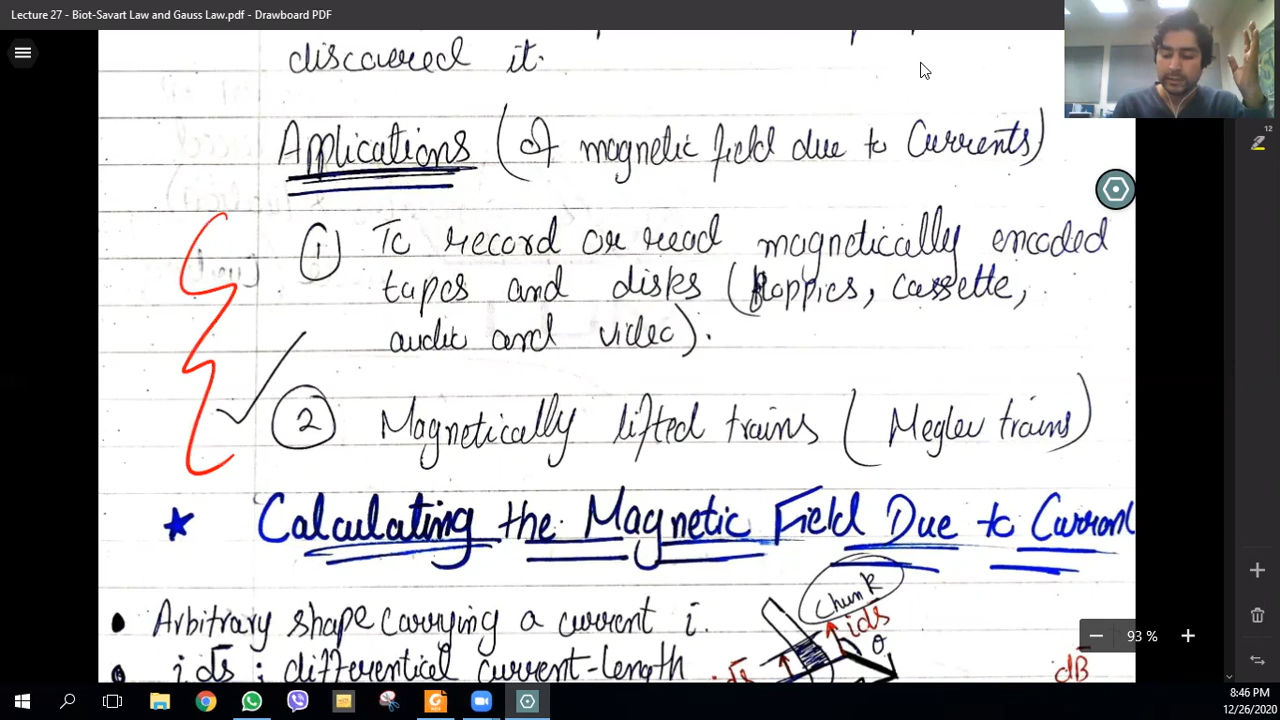 Lecture 27 - Biot-Savart Law and Gauss Law.pdf - Drawboard PDF
discovered it.
Applications (Of magnetic field due to Currents)
12
① To record or read magnetically encoded
tapes and disks (floppies, cassette,
audio and video).
② Magnetically lifted trains (Meglev trains)
★ Calculating the Magnetic Field Due to Current
Chunk
• Arbitrary shape carrying a current i.
ids
θ
93 %
• ids : differential current-length
dB
8:46 PM
12/26/2020